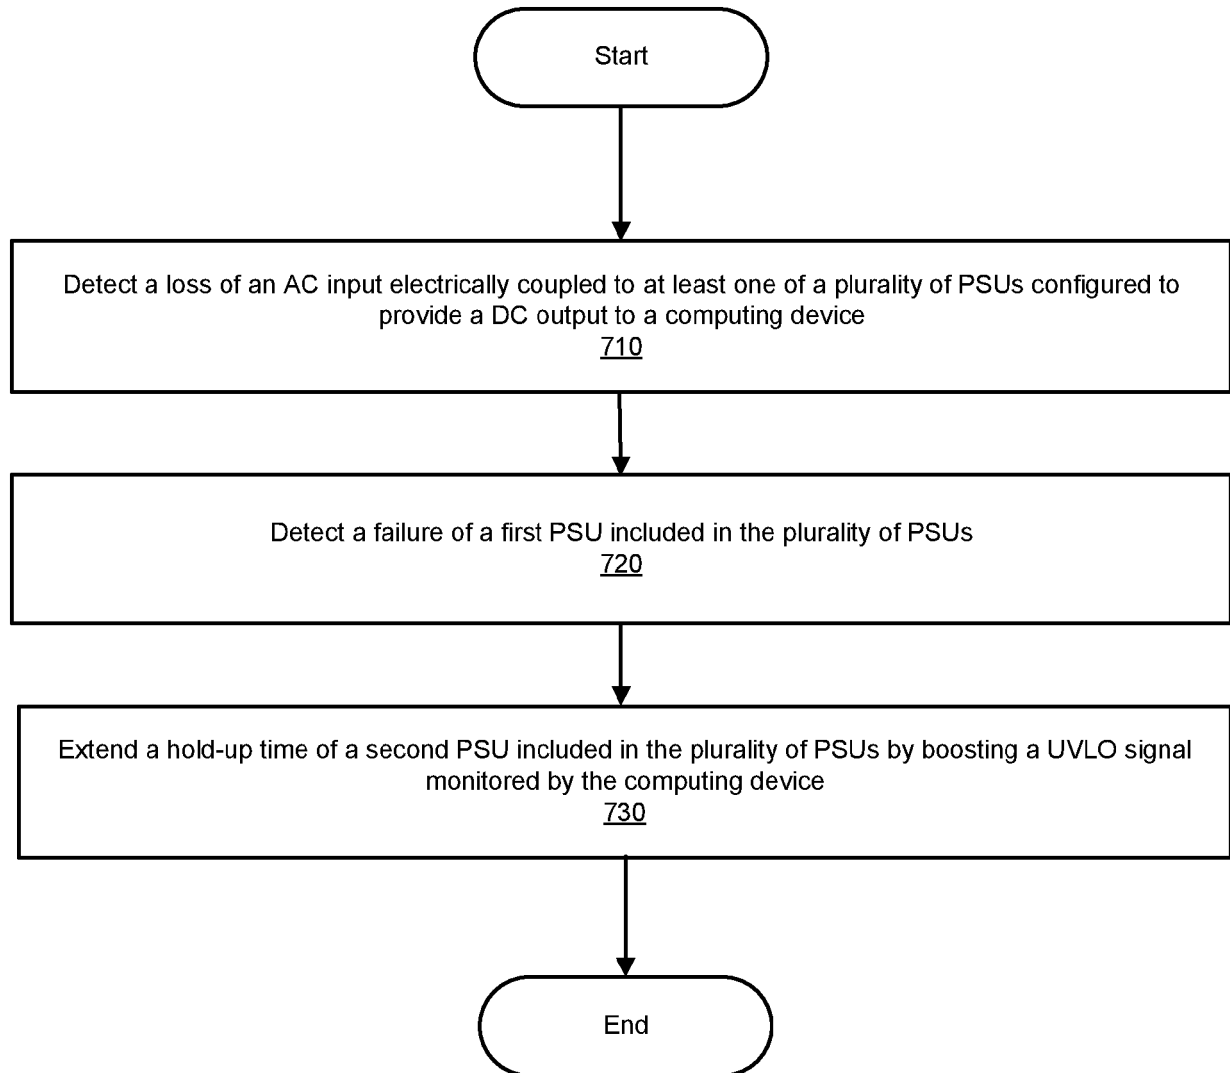 Start
Detect a loss of an AC input electrically coupled to at least one of a plurality of PSUs configured to
provide a DC output to a computing device
710
Detect a failure of a first PSU included in the plurality of PSUs
720
Extend a hold-up time of a second PSU included in the plurality of PSUs by boosting a UVLO signal
monitored by the computing device
730
End